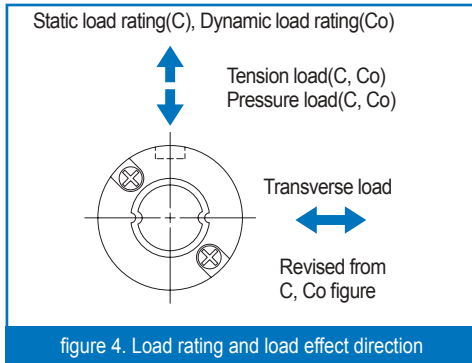 Static load rating(C), Dynamic load rating(Co)
Tension load(C, Co)
Pressure load(C, Co)
Transverse load
Revised from
C, Co figure
figure 4. Load rating and load effect direction